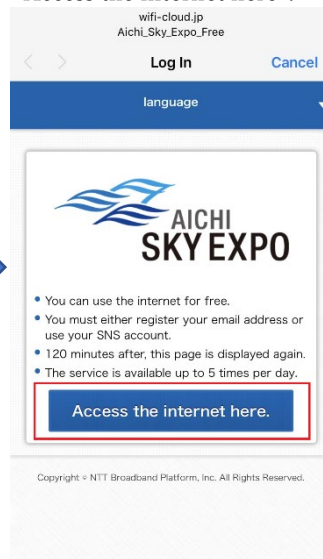 wifi-cloud.jp
Aichi_Sky_Expo_Free
Log In
Cancel
language
AICHI
SKY EXPO
You can use the internet for free.
You must either register your email address or
use your SNS account.
120 minutes after, this page is displayed again.
The service is available up to 5 times per day.
Access the internet here.
Copyright © NTT Broadband Platform, Inc. All Rights Reserved.